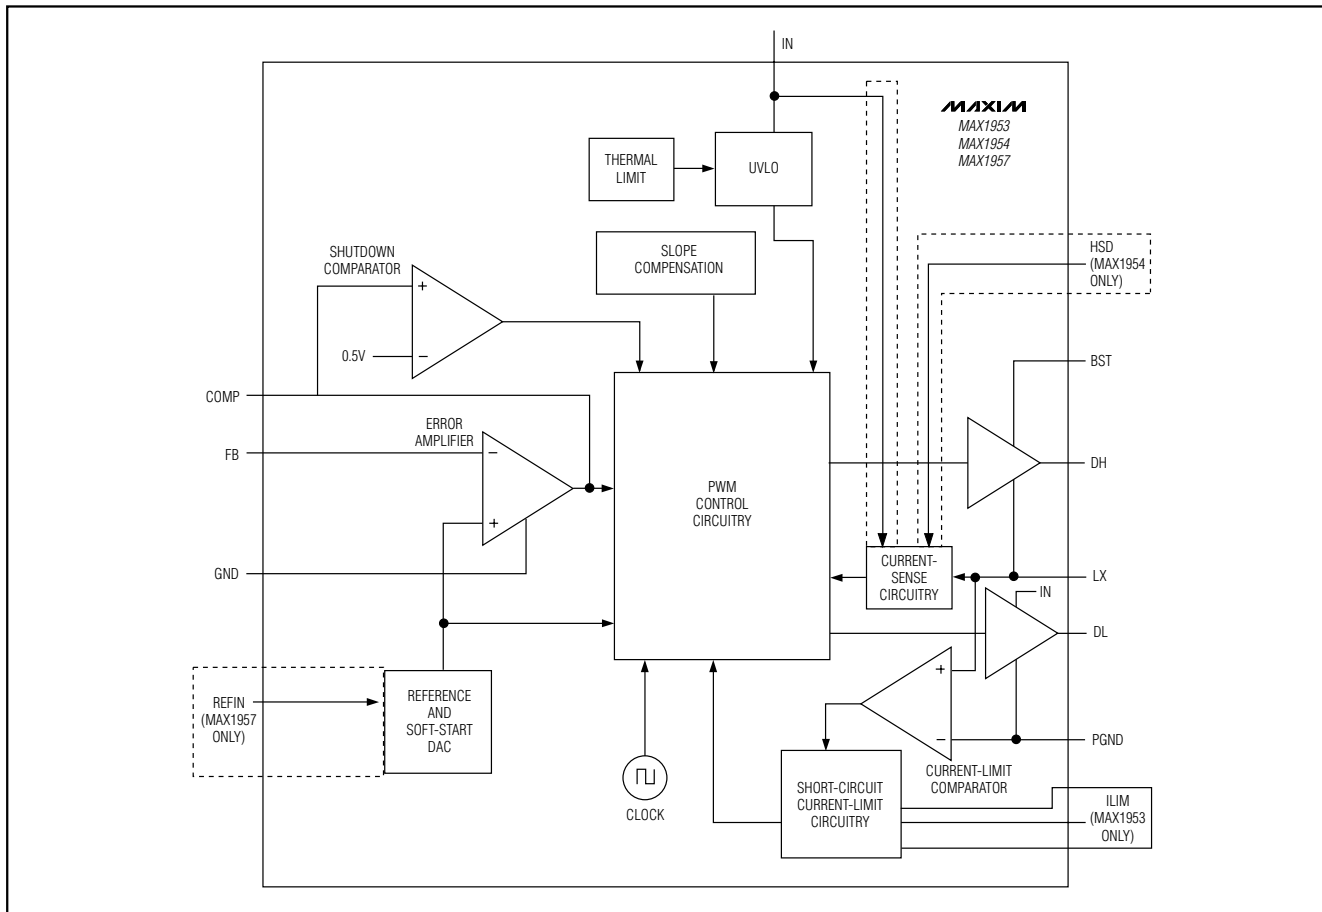 IN
MAXIM
MAX1953
MAX1954
MAX1957
THERMAL
LIMIT
UVLO
SLOPE
COMPENSATION
SHUTDOWN
COMPARATOR
+
0.5V
−
HSD
(MAX1954
ONLY)
BST
COMP
ERROR
AMPLIFIER
FB
−
+
PWM
CONTROL
CIRCUITRY
DH
GND
CURRENT-
SENSE
CIRCUITRY
LX
IN
DL
REFIN
(MAX1957
ONLY)
REFERENCE
AND
SOFT-START
DAC
+
−
PGND
CURRENT-LIMIT
COMPARATOR
CLOCK
SHORT-CIRCUIT
CURRENT-LIMIT
CIRCUITRY
ILIM
(MAX1953
ONLY)